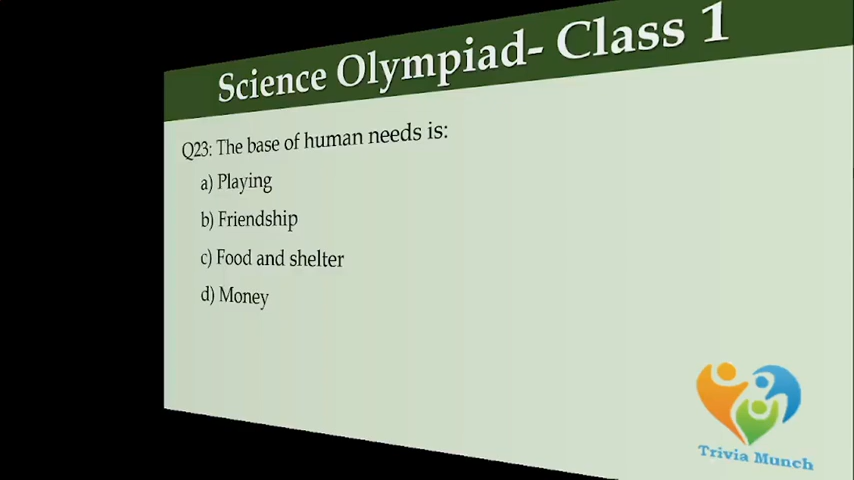 Science Olympiad- Class 1
Q23: The base of human needs is:
a) Playing
b) Friendship
c) Food and shelter
d) Money
Trivia Munch